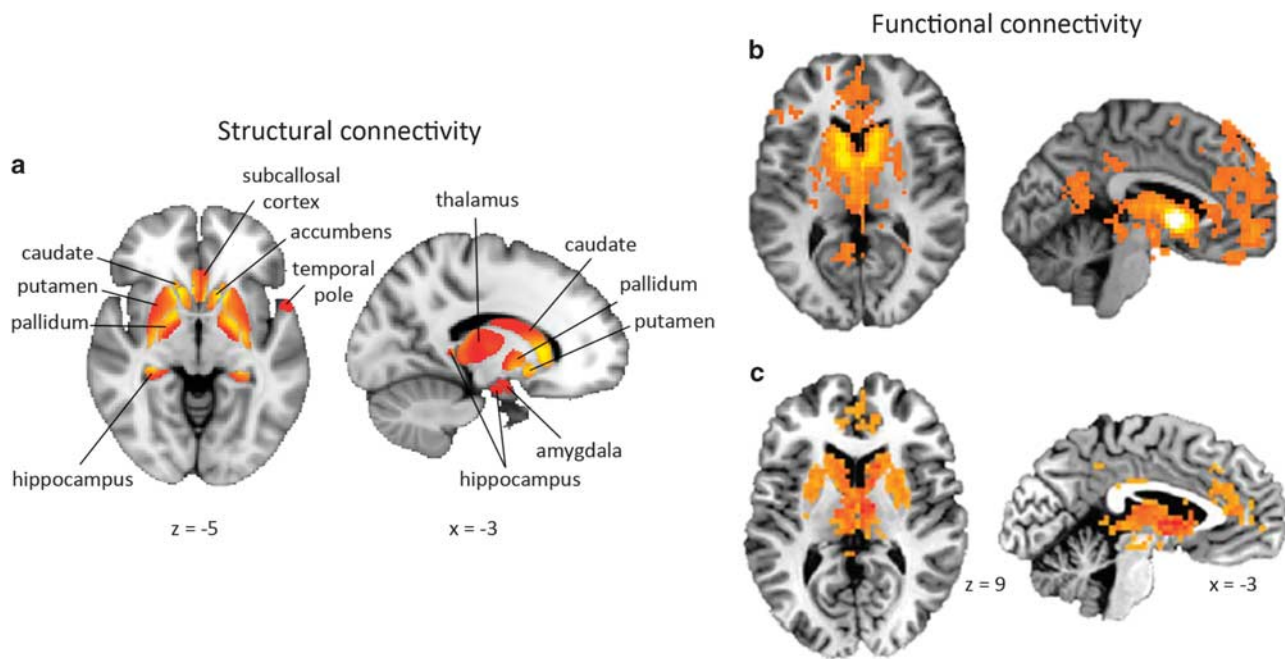 Structural connectivity
a
subcallosal
cortex
accumbens
temporal
pole
caudate
putamen
pallidum
hippocampus
z = -5
thalamus
caudate
pallidum
putamen
amygdala
hippocampus
x = -3
Functional connectivity
b
c
z = 9
x = -3